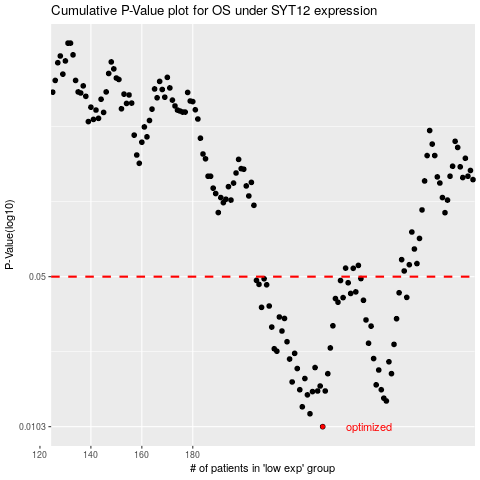 Cumulative P-Value plot for OS under SYT12 expression
P-Value(log10)
0.05
0.0103
optimized
120 140 160 180
# of patients in 'low exp' group